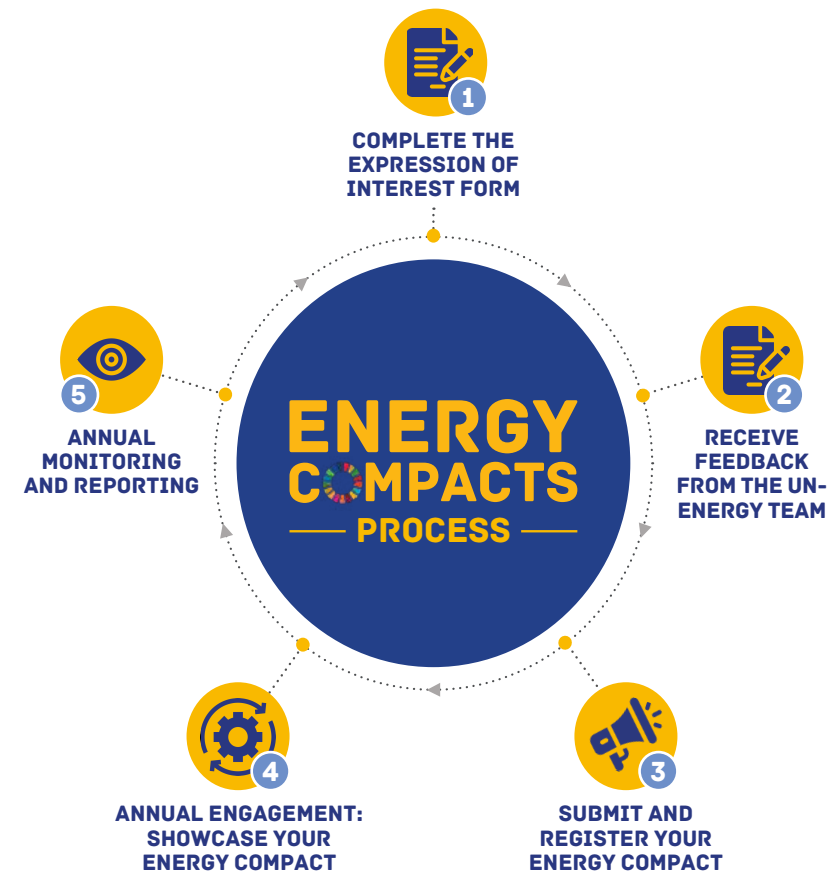 1
COMPLETE THE
EXPRESSION OF
INTEREST FORM
2
RECEIVE
FEEDBACK
FROM THE UN-
ENERGY TEAM
3
SUBMIT AND
REGISTER YOUR
ENERGY COMPACT
4
ANNUAL ENGAGEMENT:
SHOWCASE YOUR
ENERGY COMPACT
5
ANNUAL
MONITORING
AND REPORTING
ENERGY
COMPACTS
PROCESS